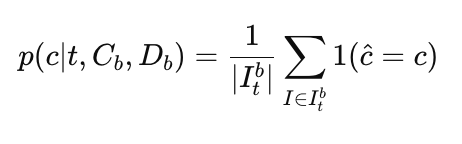 p(c|t, C_b, D_b) = \frac{1}{|I_t^b|} \sum_{I \in I_t^b} 1(\hat{c} = c)